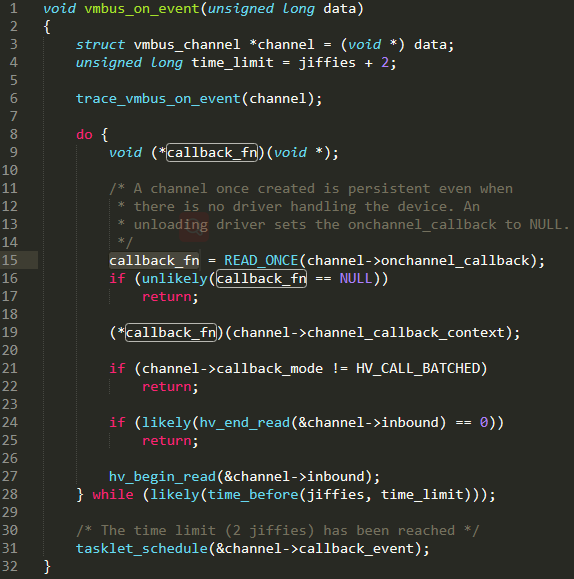 1 void vmbus_on_event(unsigned long data)
2 {
3 struct vmbus_channel *channel = (void *) data;
4 unsigned long time_limit = jiffies + 2;
5
6 trace_vmbus_on_event(channel);
7
8 do {
9 void (*callback_fn)(void *);
10
11 /* A channel once created is persistent even when
12 * there is no driver handling the device. An
13 * unloading driver sets the onchannel_callback to NULL.
14 */
15 callback_fn = READ_ONCE(channel->onchannel_callback);
16 if (unlikely(callback_fn == NULL))
17 return;
18
19 (*callback_fn)(channel->channel_callback_context);
20
21 if (channel->callback_mode != HV_CALL_BATCHED)
22 return;
23
24 if (likely(hv_end_read(&channel->inbound) == 0))
25 return;
26
27 hv_begin_read(&channel->inbound);
28 } while (likely(time_before(jiffies, time_limit)));
29
30 /* The time limit (2 jiffies) has been reached */
31 tasklet_schedule(&channel->callback_event);
32 }